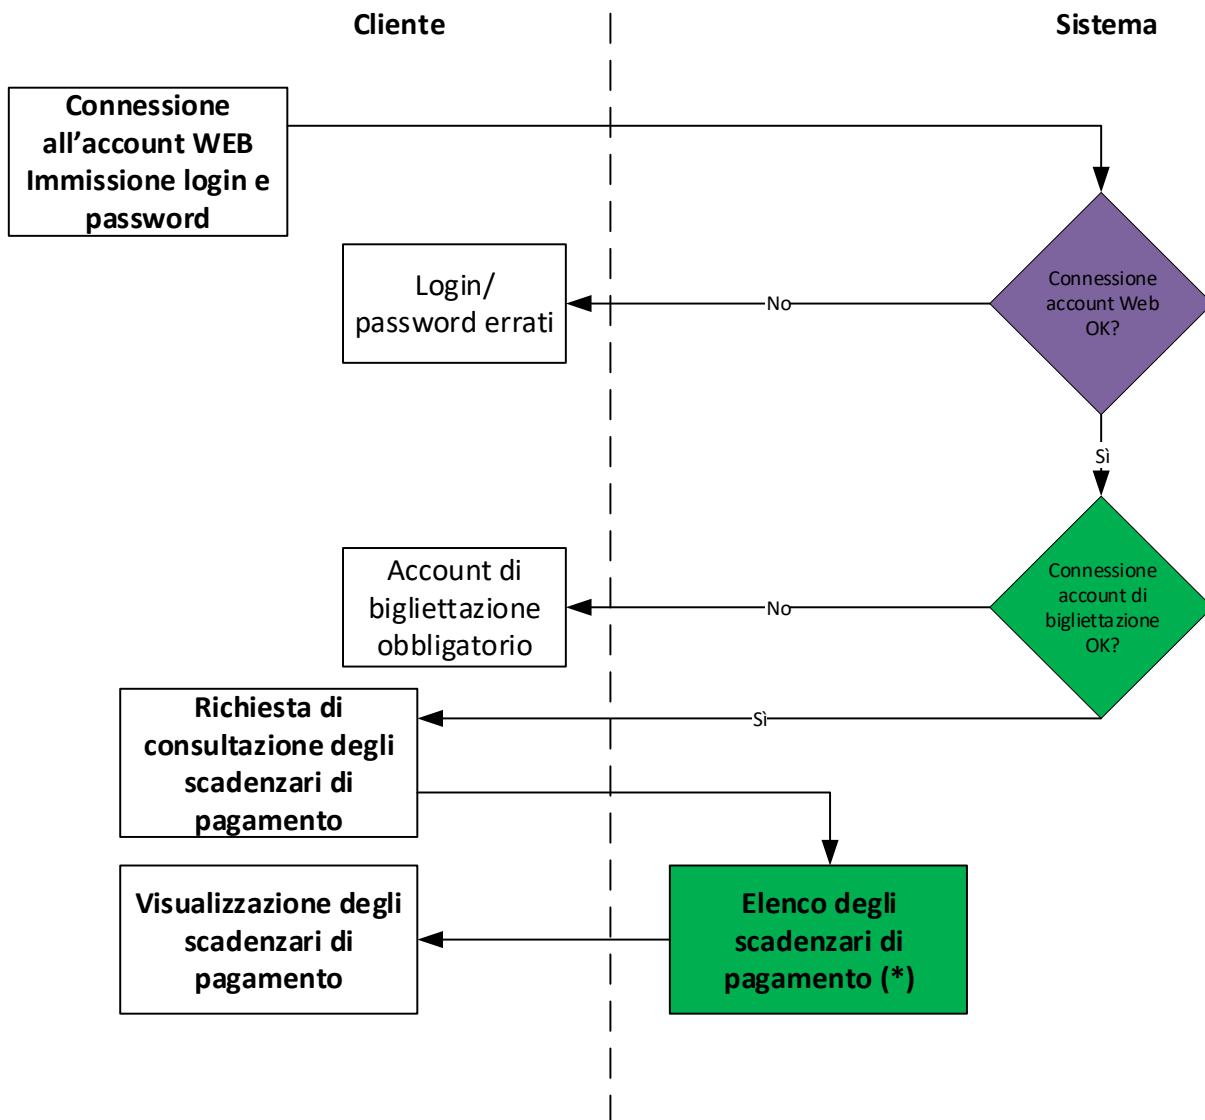 Cliente
Sistema
Connessione
all’account WEB
Immissione login e
password
Connessione
account Web
OK?
No
Login/
password errati
Sì
Connessione
account di
bigliettazione
OK?
No
Account di
bigliettazione
obbligatorio
Sì
Richiesta di
consultazione degli
scadenzari di
pagamento
Elenco degli
scadenzari di
pagamento (*)
Visualizzazione degli
scadenzari di
pagamento